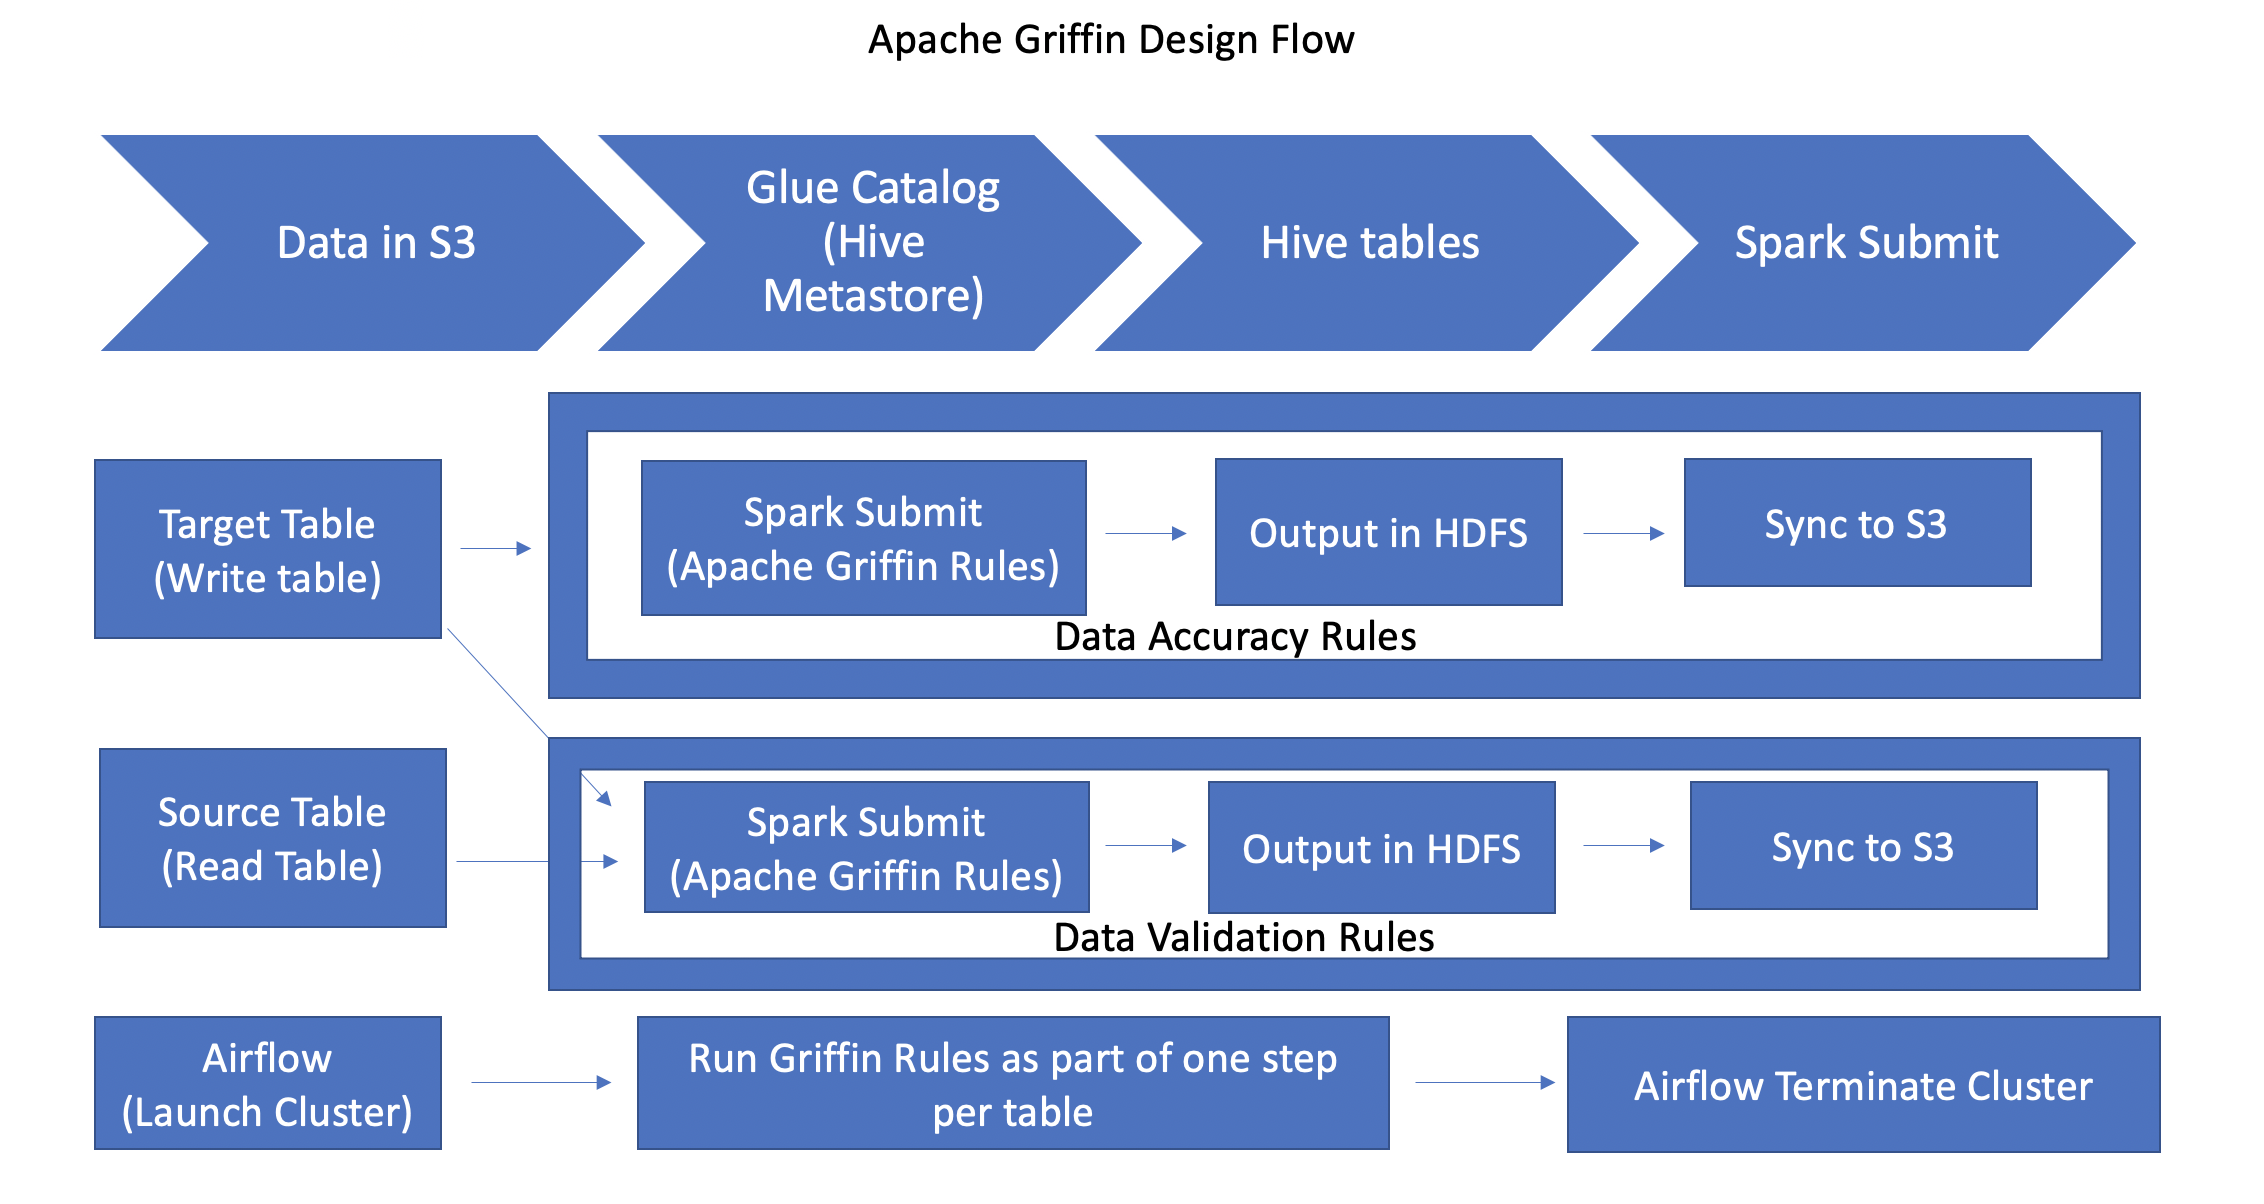 Apache Griffin Design Flow
Data in S3
Glue Catalog
(Hive
Metastore)
Hive tables
Spark Submit
Target Table
(Write table)
Spark Submit
(Apache Griffin Rules)
Output in HDFS
Sync to S3
Data Accuracy Rules
Source Table
(Read Table)
Spark Submit
(Apache Griffin Rules)
Output in HDFS
Sync to S3
Data Validation Rules
Airflow
(Launch Cluster)
Run Griffin Rules as part of one step
per table
Airflow Terminate Cluster